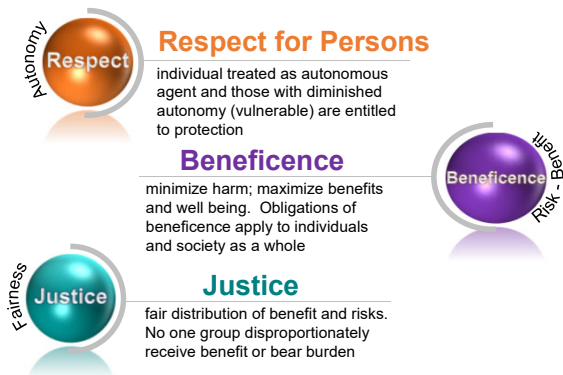 Autonomy
Respect
Respect for Persons
individual treated as autonomous
agent and those with diminished
autonomy (vulnerable) are entitled
to protection
Beneficence
minimize harm; maximize benefits
and well being.  Obligations of
beneficence apply to individuals
and society as a whole
Beneficence
Risk - Benefit
Fairness
Justice
Justice
fair distribution of benefit and risks.
No one group disproportionately
receive benefit or bear burden